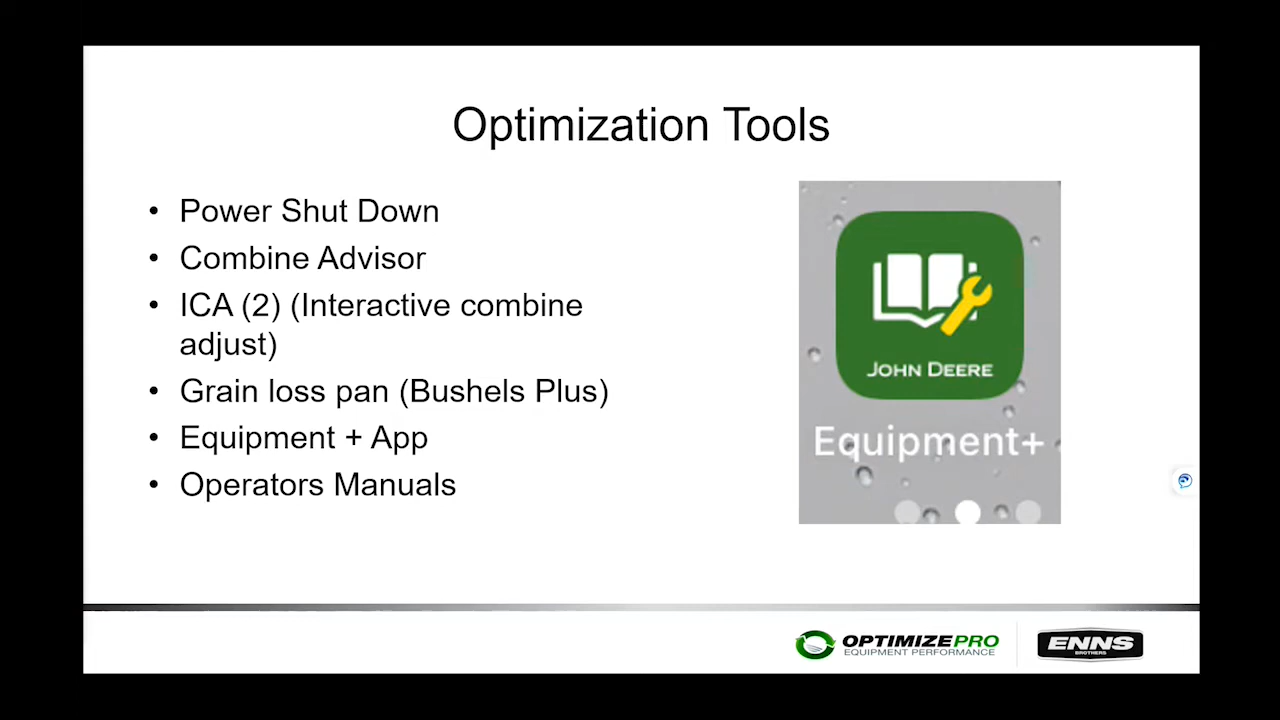 Optimization Tools
• Power Shut Down
• Combine Advisor
• ICA (2) (Interactive combine
adjust)
• Grain loss pan (Bushels Plus)
• Equipment + App
• Operators Manuals
JOHN DEERE
Equipment+
OPTIMIZEPRO
EQUIPMENT PERFORMANCE
ENNS
BROTHERS